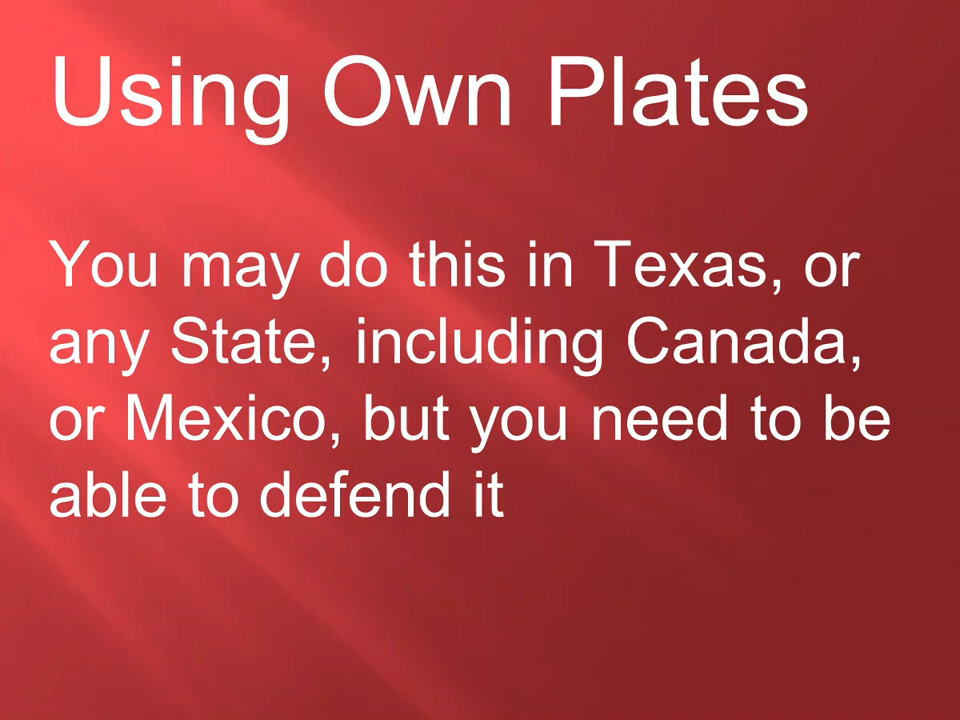 Using Own Plates
You may do this in Texas, or
any State, including Canada,
or Mexico, but you need to be
able to defend it